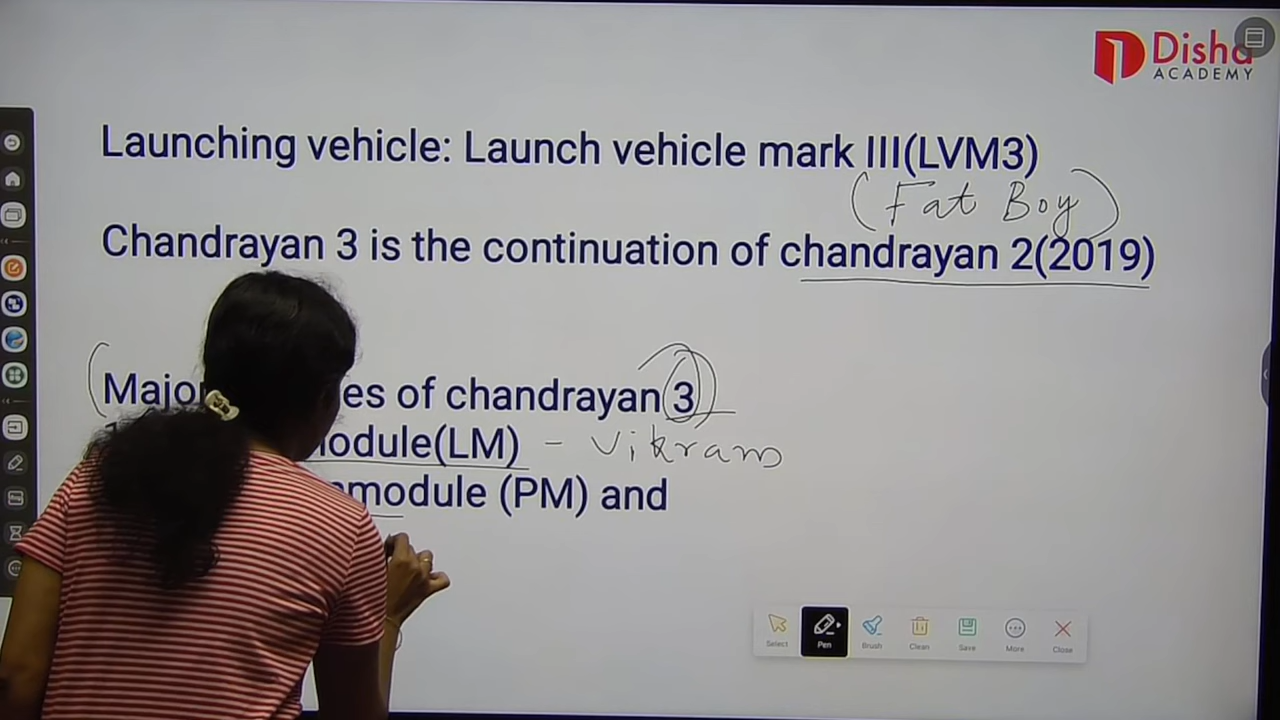 Disha
ACADEMY
Launching vehicle: Launch vehicle mark III(LVM3)
(Fat Boy)
Chandrayan 3 is the continuation of chandrayan 2(2019)
es of chandrayan 3
odule(LM) - vikram
module (PM) and
Select Pen Brush Clean Save More Close